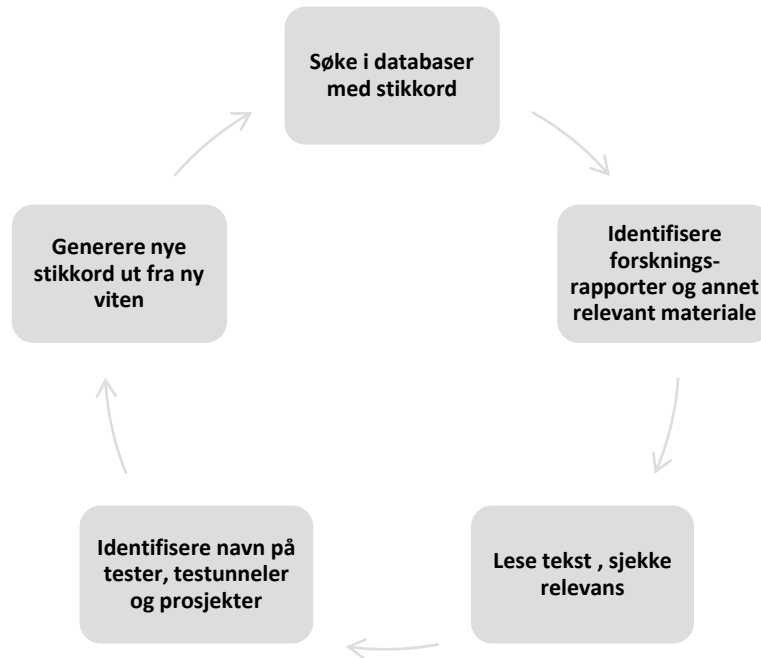 Søke i databaser
med stikkord
Identifisere
forsknings-
rapporter og annet
relevant materiale
Lese tekst , sjekke
relevans
Identifisere navn på
tester, testunneler
og prosjekter
Generere nye
stikkord ut fra ny
viten